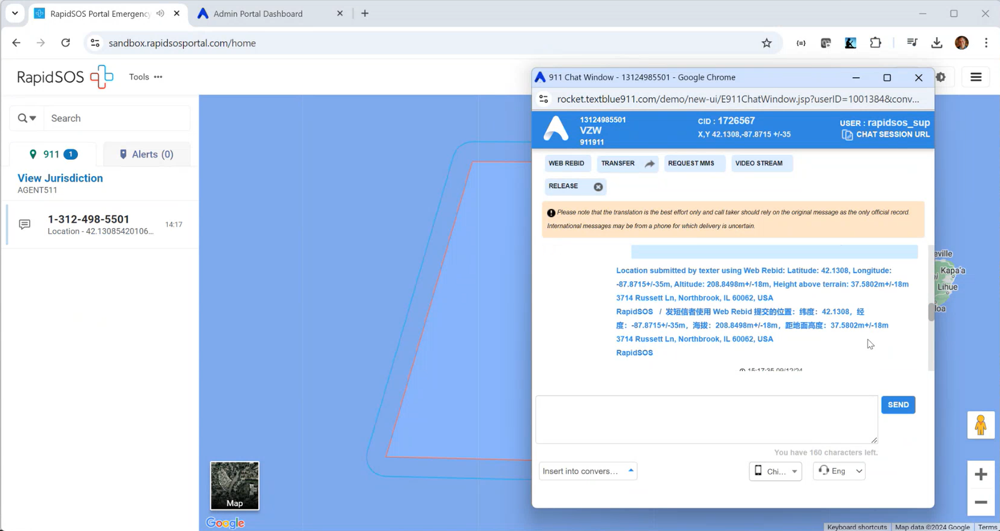 RapidSOS Portal Emergency
Admin Portal Dashboard
sandbox.rapidsosportal.com/home
RapidSOS
Tools
Search
911 1
Alerts (0)
View Jurisdiction
AGENT511
1-312-498-5501
Location - 42.13085420106...
14:17
Map
Google
911 Chat Window - 13124985501 - Google Chrome
rocket.textblue911.com/demo/new-ui/E911ChatWindow.jsp?userID=1001384&conv...
13124985501
VZW
911911
CID : 1726567
X,Y 42.1308,-87.8715 +/-35
USER : rapidsos_sup
CHAT SESSION URL
WEB REBID
TRANSFER
REQUEST MMS
VIDEO STREAM
RELEASE
Please note that the translation is the best effort only and call taker should rely on the original message as the only official record.
International messages may be from a phone for which delivery is uncertain.
Location submitted by texter using Web Rebid: Latitude: 42.1308, Longitude:
-87.8715+/-35m, Altitude: 208.8498m+/-18m, Height above terrain: 37.5802m+/-18m
3714 Russett Ln, Northbrook, IL 60062, USA
RapidSOS / 发短信者使用 Web Rebid 提交的位置：纬度：42.1308，经
度：-87.8715+/-35m，海拔：208.8498m+/-18m，距地面高度：37.5802m+/-18m
3714 Russett Ln, Northbrook, IL 60062, USA
RapidSOS
15:17:35 09/12/24
SEND
You have 160 characters left.
Insert into convers...
Chi...
Eng
eville
Kapa'a
Lihue
loa
Keyboard shortcuts
Map data ©2024 Google
Terms